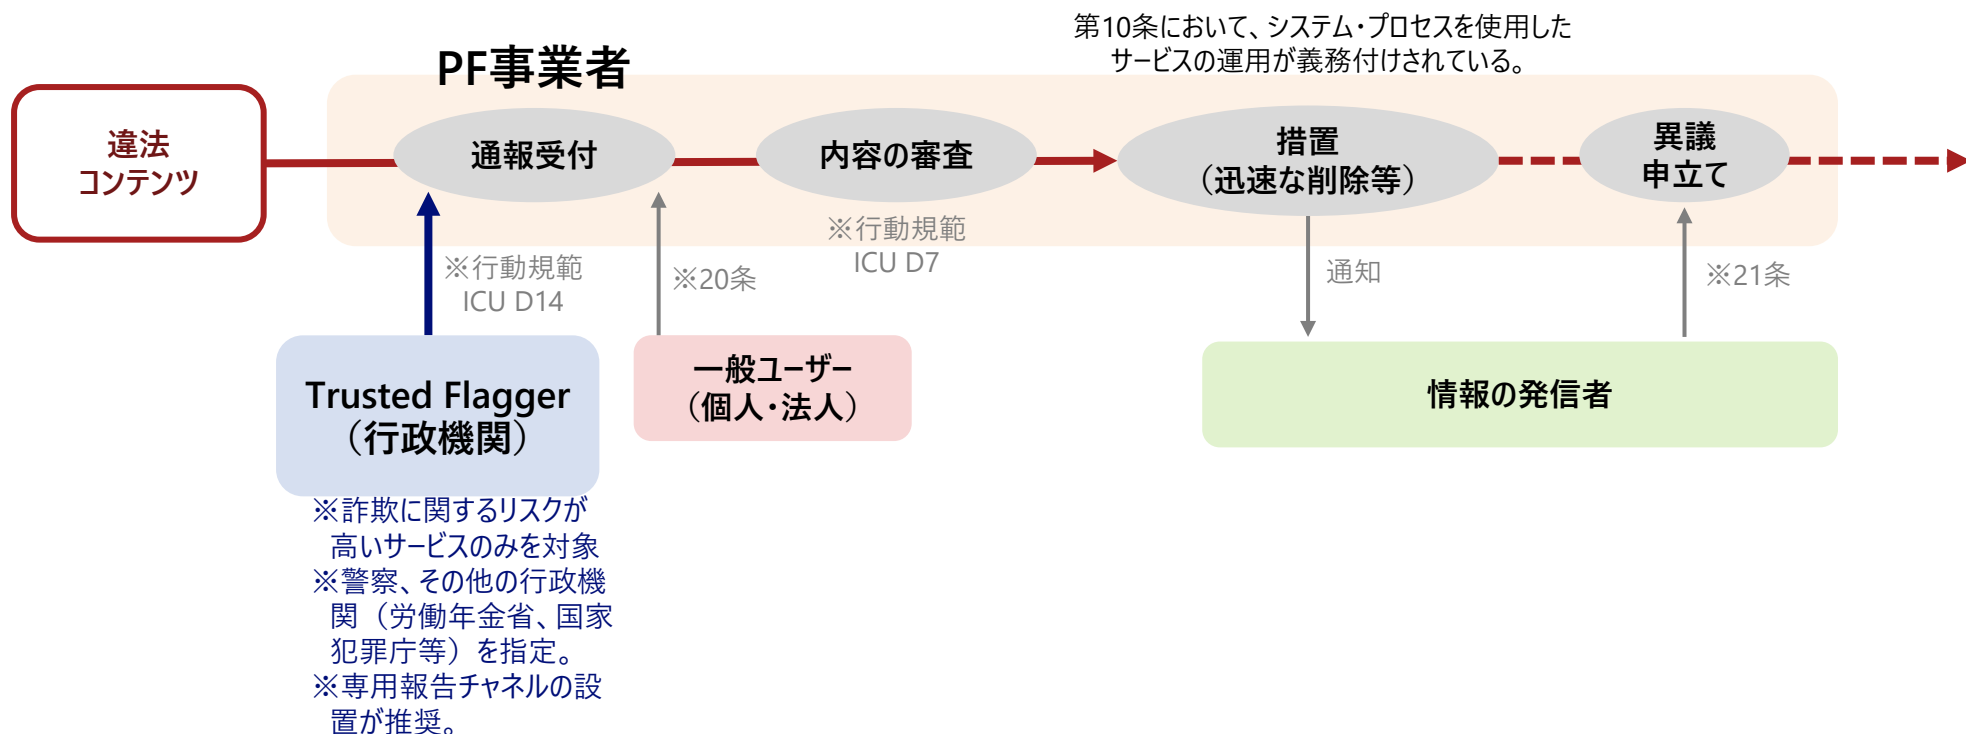 第10条において、システム・プロセスを使用した
サービスの運用が義務付けされている。
PF事業者
違法
コンテンツ
通報受付
内容の審査
措置
（迅速な削除等）
異議
申立て
※行動規範
ICU D14
※20条
※行動規範
ICU D7
通知
※21条
Trusted Flagger
（行政機関）
一般ユーザー
（個人・法人）
情報の発信者
※詐欺に関するリスクが
高いサービスのみを対象
※警察、その他の行政機
関（労働年金省、国家
犯罪庁等）を指定。
※専用報告チャネルの設
置が推奨。